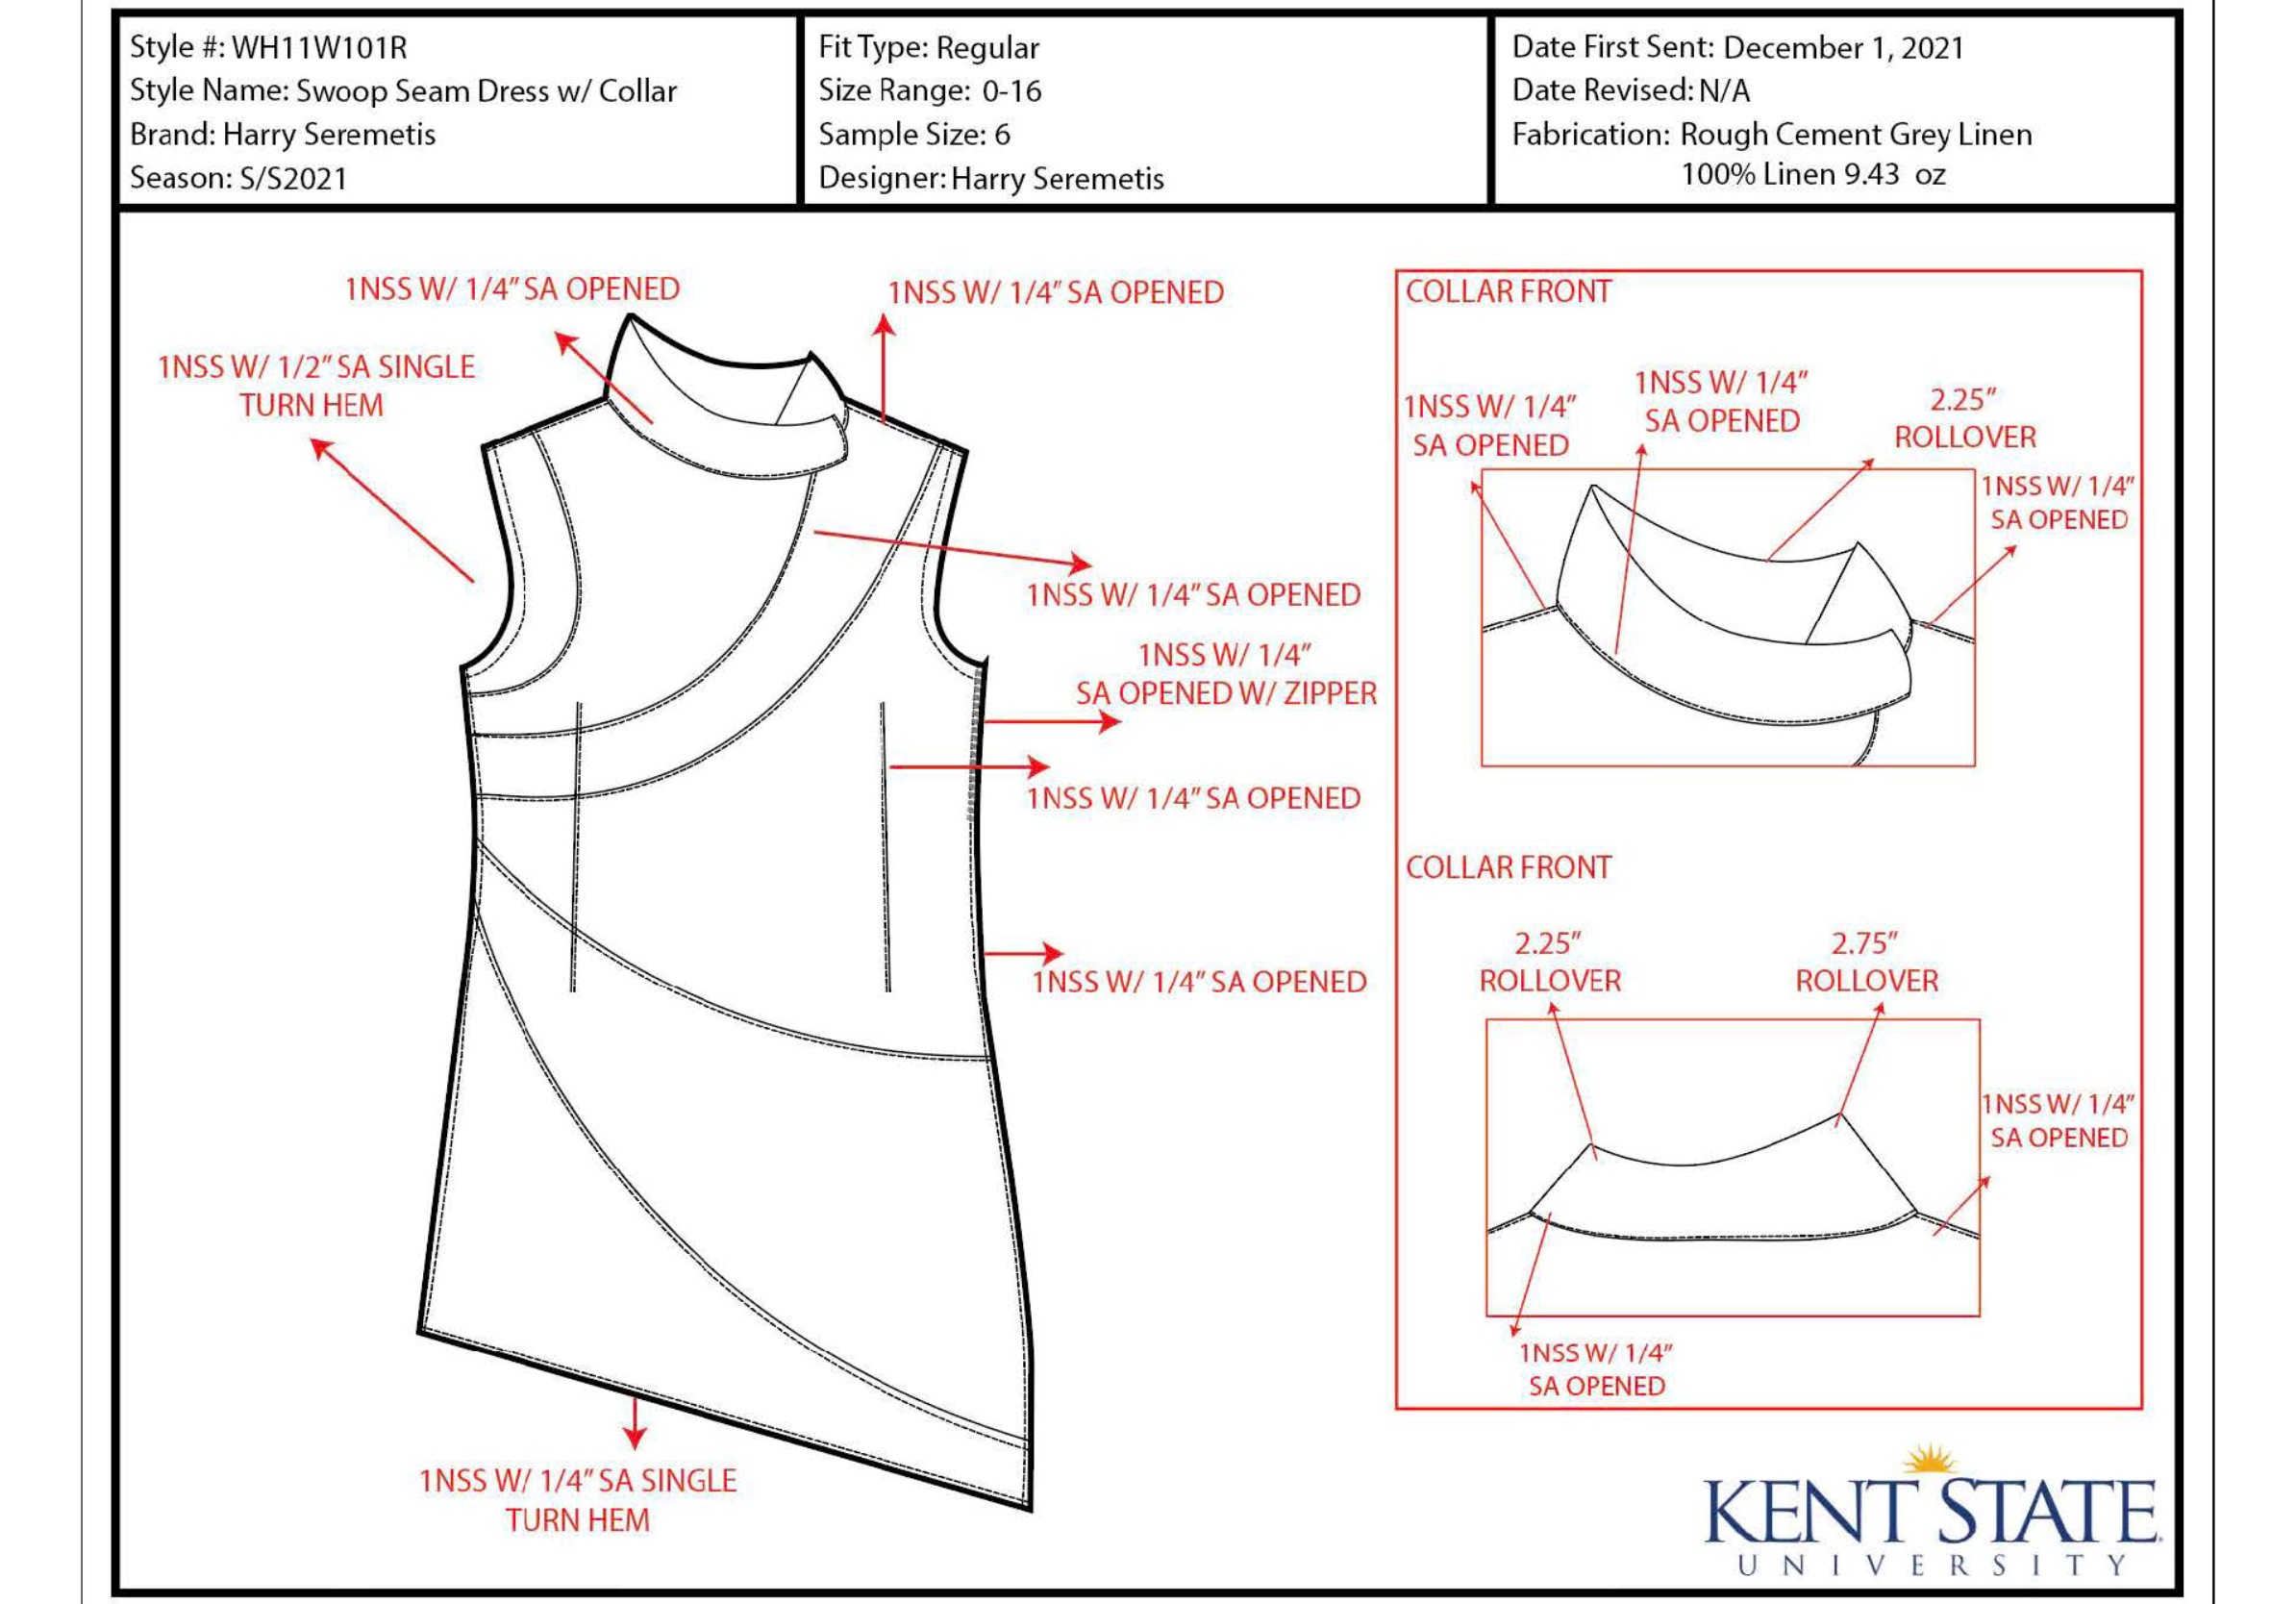 Style #: WH11W101R
Style Name: Swoop Seam Dress w/ Collar
Brand: Harry Seremetis
Season: S/S2021
Fit Type: Regular
Size Range: 0-16
Sample Size: 6
Designer: Harry Seremetis
Date First Sent: December 1, 2021
Date Revised: N/A
Fabrication: Rough Cement Grey Linen
100% Linen 9.43 oz
1NSS W/ 1/4" SA OPENED
1NSS W/ 1/4" SA OPENED
1NSS W/ 1/2" SA SINGLE
TURN HEM
1NSS W/ 1/4" SA OPENED
1NSS W/ 1/4"
SA OPENED W/ ZIPPER
1NSS W/ 1/4" SA OPENED
1NSS W/ 1/4" SA OPENED
1NSS W/ 1/4" SA SINGLE
TURN HEM
COLLAR FRONT
1NSS W/ 1/4"
SA OPENED
1NSS W/ 1/4"
SA OPENED
2.25"
ROLLOVER
1NSS W/ 1/4"
SA OPENED
COLLAR FRONT
2.25"
ROLLOVER
2.75"
ROLLOVER
1NSS W/ 1/4"
SA OPENED
1NSS W/ 1/4"
SA OPENED
KENT STATE
UNIVERSITY